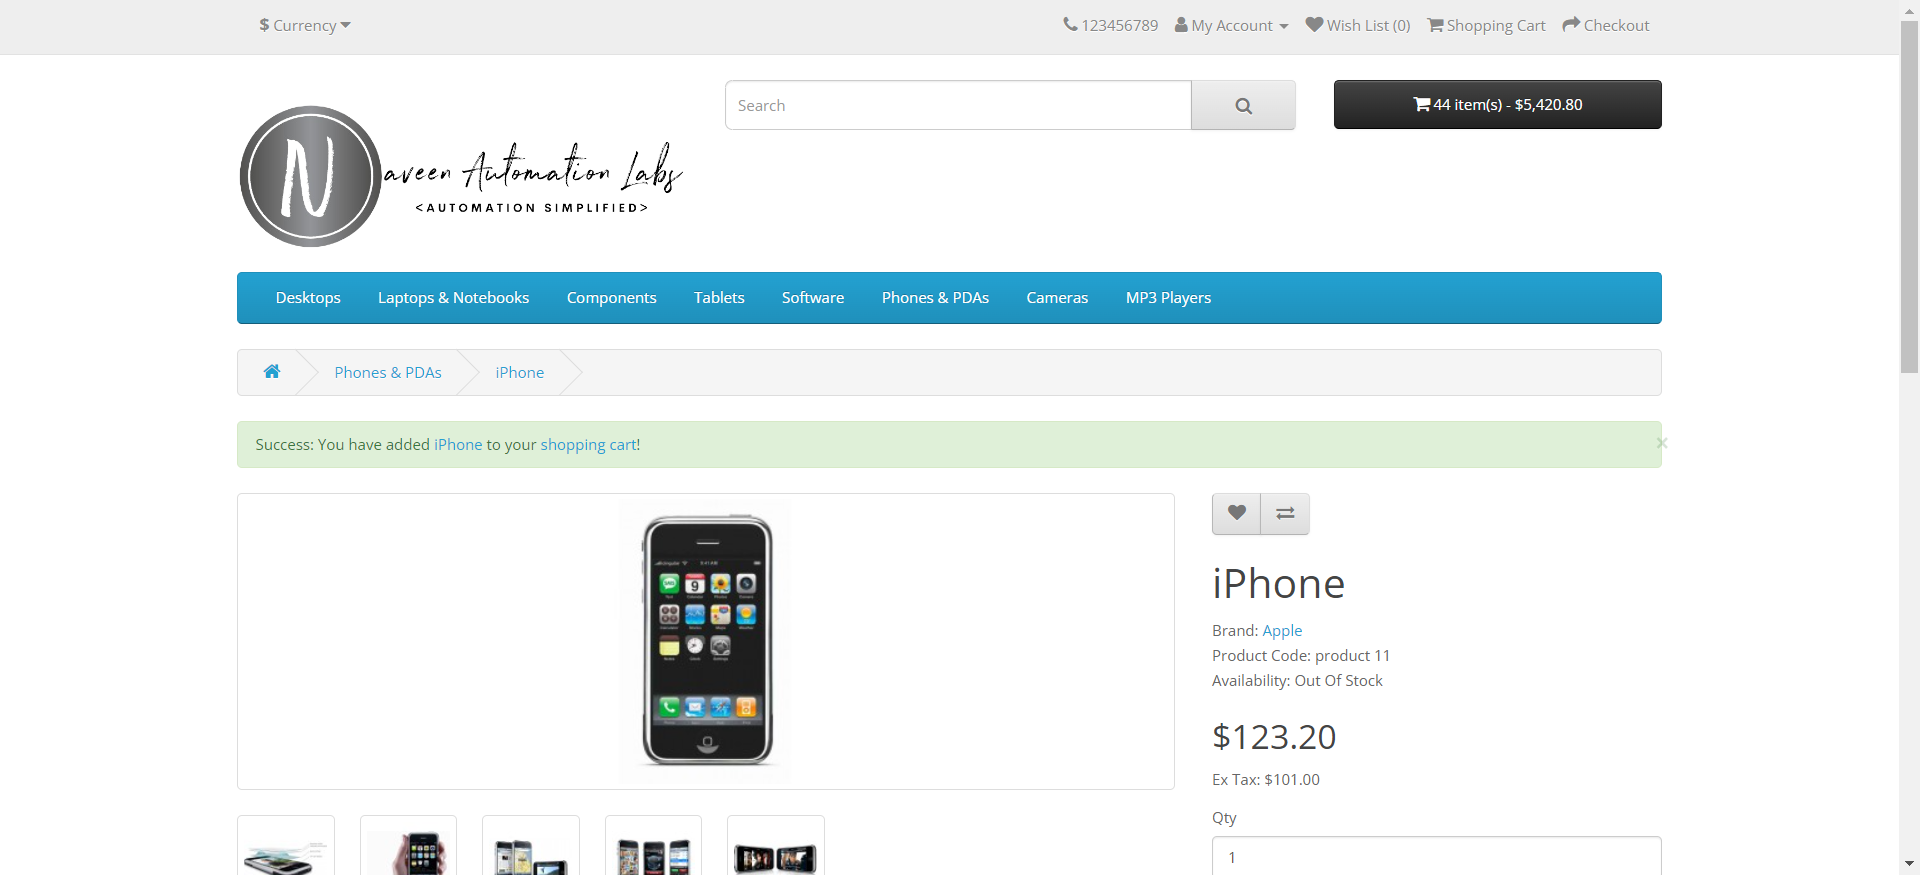 $ Currency
123456789 My Account Wish List (0) Shopping Cart Checkout
Search
44 item(s) - $5,420.80
Naveen Automation Labs
<AUTOMATION SIMPLIFIED>
Desktops Laptops & Notebooks Components Tablets Software Phones & PDAs Cameras MP3 Players
Phones & PDAs iPhone
Success: You have added iPhone to your shopping cart!
×
iPhone
Brand: Apple
Product Code: product 11
Availability: Out Of Stock
$123.20
Ex Tax: $101.00
Qty
1